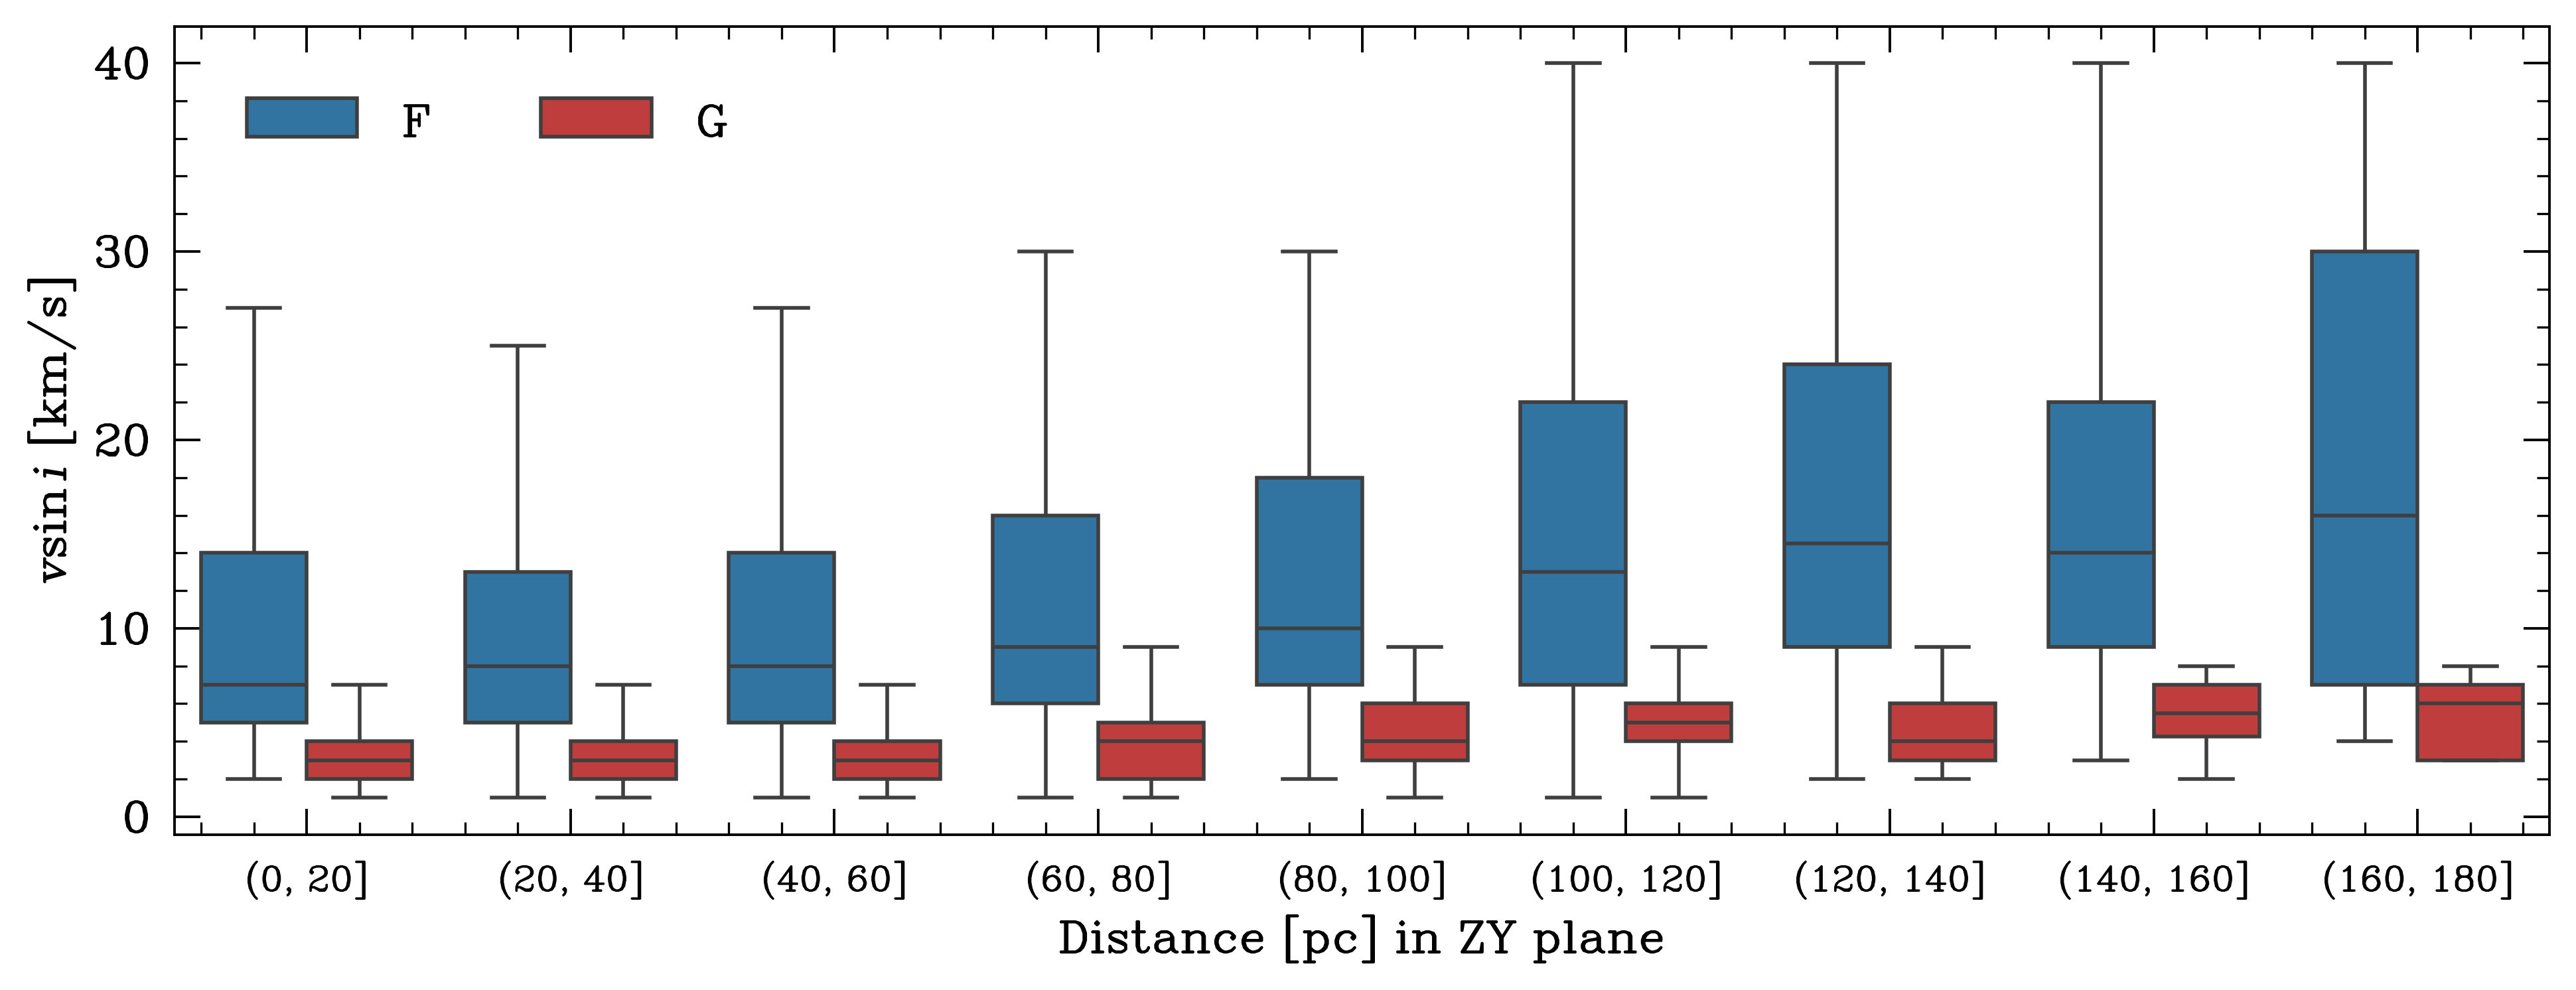 F G
vsin i [km/s]
40
30
20
10
0
(0, 20] (20, 40] (40, 60] (60, 80] (80, 100] (100, 120] (120, 140] (140, 160] (160, 180]
Distance [pc] in ZY plane